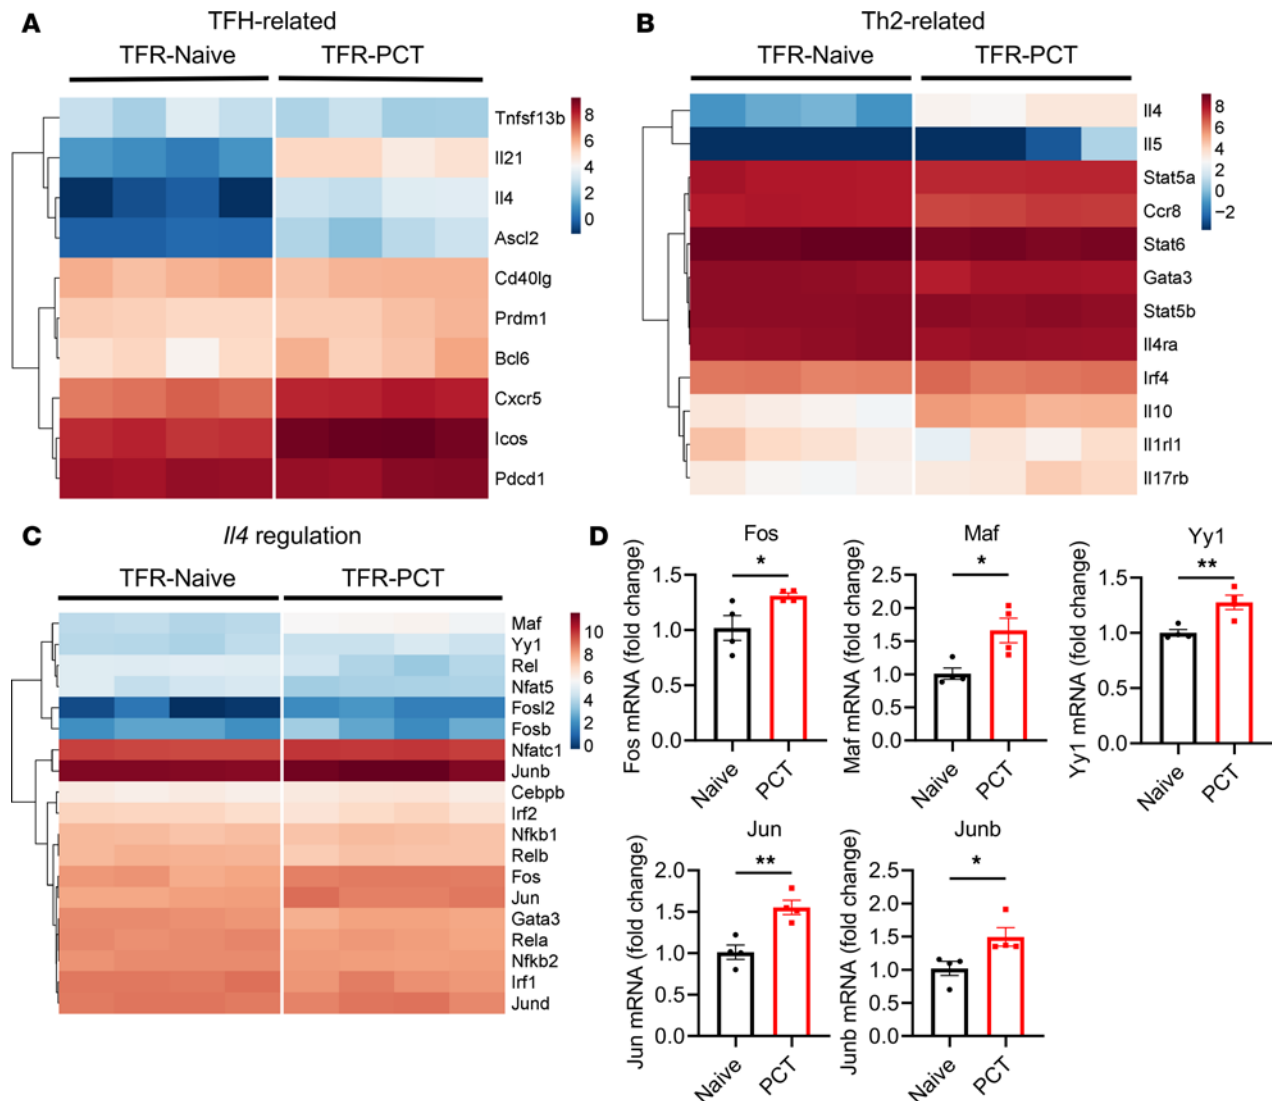 A
TFH-related
TFR-Naive
TFR-PCT
Tnfsf13b
Il21
Il4
Ascl2
Cd40lg
Prdm1
Bcl6
Cxcr5
Icos
Pdcd1
8
6
4
2
0
B
Th2-related
TFR-Naive
TFR-PCT
Il4
Il5
Stat5a
Ccr8
Stat6
Gata3
Stat5b
Il4ra
Irf4
Il10
Il1rl1
Il17rb
8
6
4
2
0
−2
C
Il4 regulation
TFR-Naive
TFR-PCT
Maf
Yy1
Rel
Nfat5
Fosl2
Fosb
Nfatc1
Junb
Cebpb
Irf2
Nfkb1
Relb
Fos
Jun
Gata3
Rela
Nfkb2
Irf1
Jund
10
8
6
4
2
0
D
Fos
*
Fos mRNA (fold change)
1.5
1.0
0.5
0.0
Naive
PCT
Maf
*
Maf mRNA (fold change)
2.5
2.0
1.5
1.0
0.5
0.0
Naive
PCT
Yy1
**
Yy1 mRNA (fold change)
1.5
1.0
0.5
0.0
Naive
PCT
Jun
**
Jun mRNA (fold change)
2.0
1.5
1.0
0.5
0.0
Naive
PCT
Junb
*
Junb mRNA (fold change)
2.5
2.0
1.5
1.0
0.5
0.0
Naive
PCT